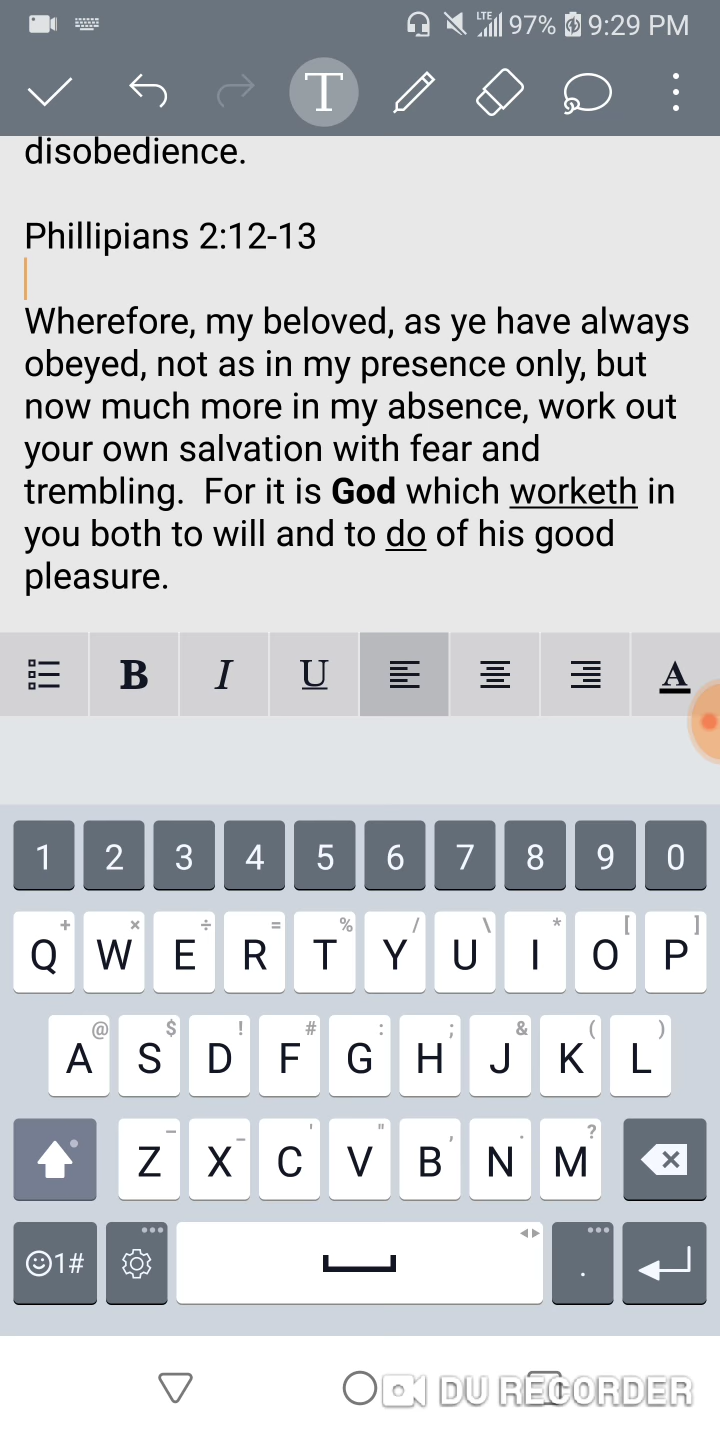 LTE 97% 9:29 PM
T
disobedience.
Phillipians 2:12-13
Wherefore, my beloved, as ye have always
obeyed, not as in my presence only, but
now much more in my absence, work out
your own salvation with fear and
trembling.  For it is God which worketh in
you both to will and to do of his good
pleasure.
B I U A
1 2 3 4 5 6 7 8 9 0
+ × ÷ = % / \ * [ ]
Q W E R T Y U I O P
@ $ ! # : ; & ( )
A S D F G H J K L
– _ ' " , . ?
Z X C V B N M
1# .
DU RECORDER